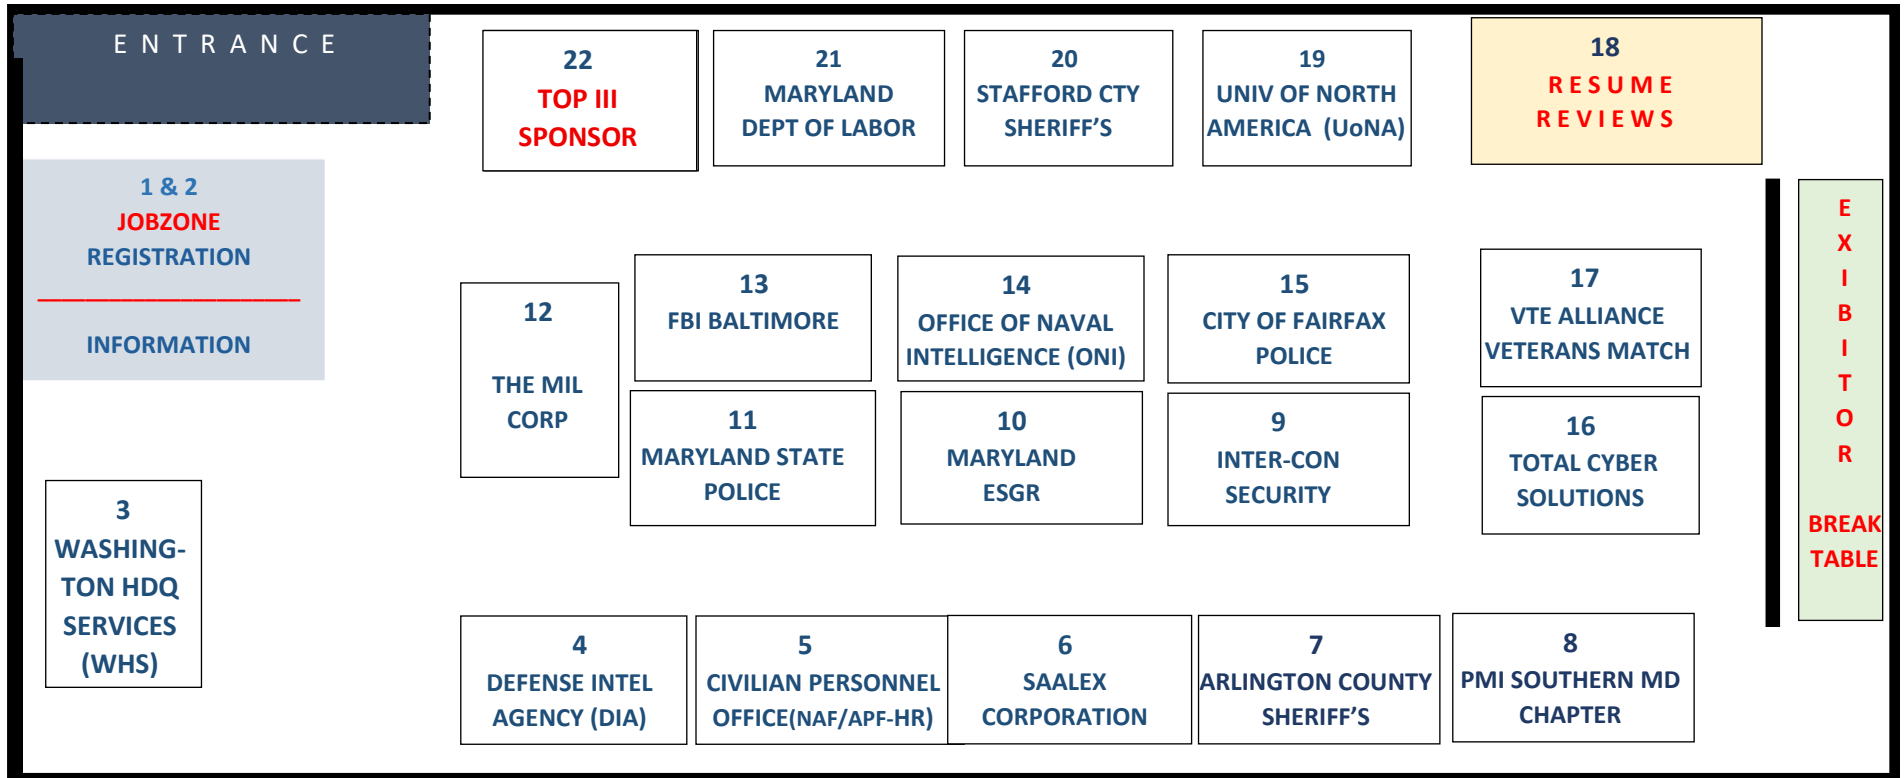 E N T R A N C E
22
TOP III
SPONSOR
21
MARYLAND
DEPT OF LABOR
20
STAFFORD CTY
SHERIFF’S
19
UNIV OF NORTH
AMERICA (UoNA)
18
R E S U M E
R E V I E W S
1 & 2
JOBZONE
REGISTRATION
INFORMATION
12
THE MIL
CORP
13
FBI BALTIMORE
14
OFFICE OF NAVAL
INTELLIGENCE (ONI)
15
CITY OF FAIRFAX
POLICE
17
VTE ALLIANCE
VETERANS MATCH
11
MARYLAND STATE
POLICE
10
MARYLAND
ESGR
9
INTER-CON
SECURITY
16
TOTAL CYBER
SOLUTIONS
E
X
I
B
I
T
O
R
BREAK
TABLE
3
WASHING-
TON HDQ
SERVICES
(WHS)
4
DEFENSE INTEL
AGENCY (DIA)
5
CIVILIAN PERSONNEL
OFFICE(NAF/APF-HR)
6
SAALEX
CORPORATION
7
ARLINGTON COUNTY
SHERIFF’S
8
PMI SOUTHERN MD
CHAPTER